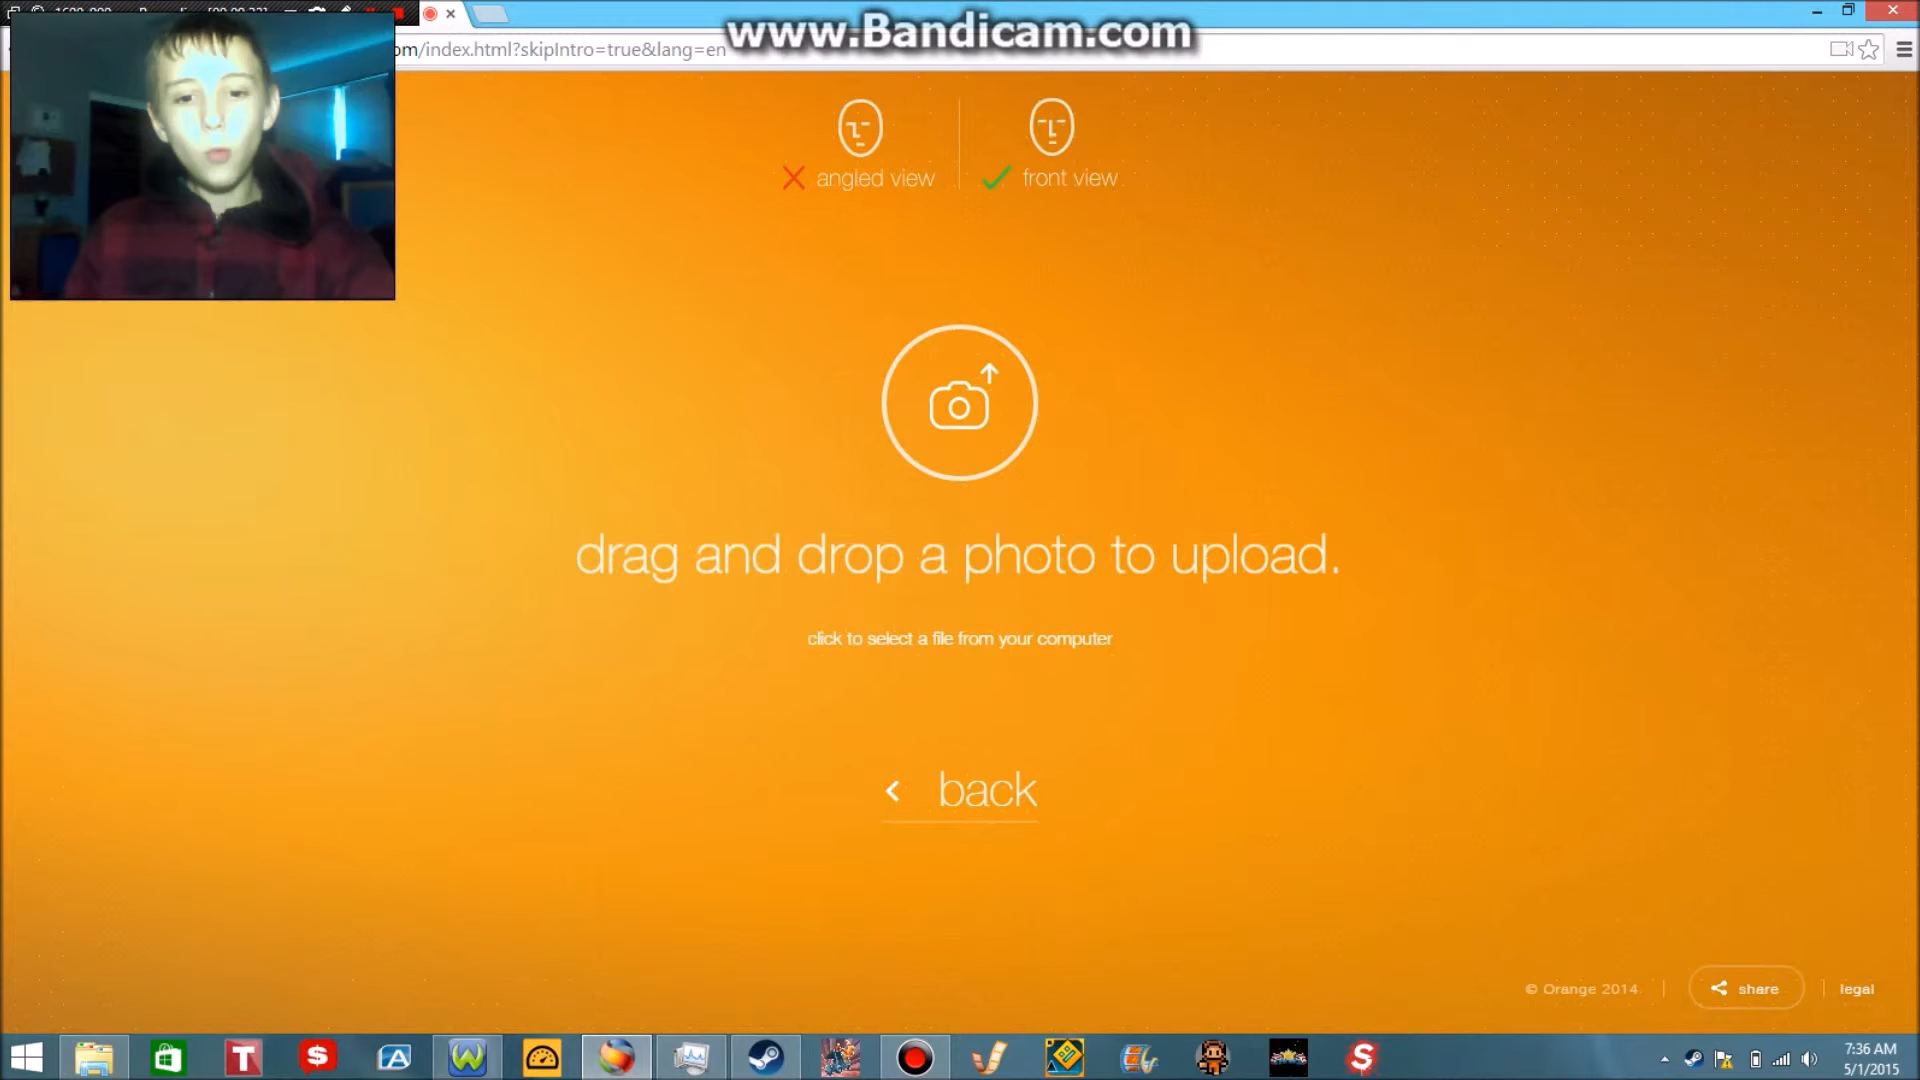 www.Bandicam.com
om/index.html?skipIntro=true&lang=en
angled view
front view
drag and drop a photo to upload.
click to select a file from your computer
back
© Orange 2014
share
legal
7:36 AM
5/1/2015